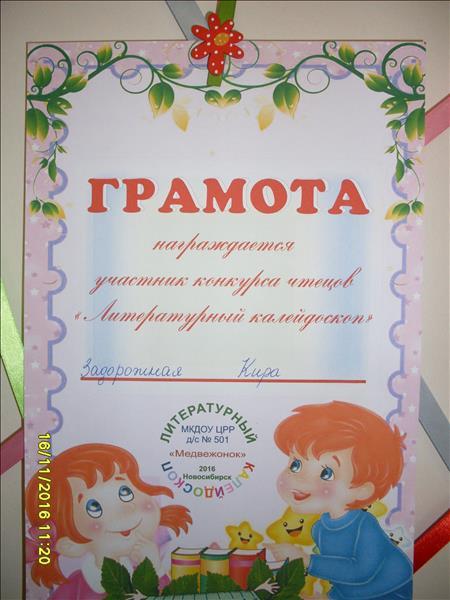 ГРАМОТА
награждается
участник конкурса чтецов
«Литературный калейдоскоп»
Задорожная Кира
ЛИТЕРАТУРНЫЙ
МКДОУ ЦРР
д/с № 501
«Медвежонок»
2016
Новосибирск
КАЛЕЙДОСКОП
16/11/2016 11:20